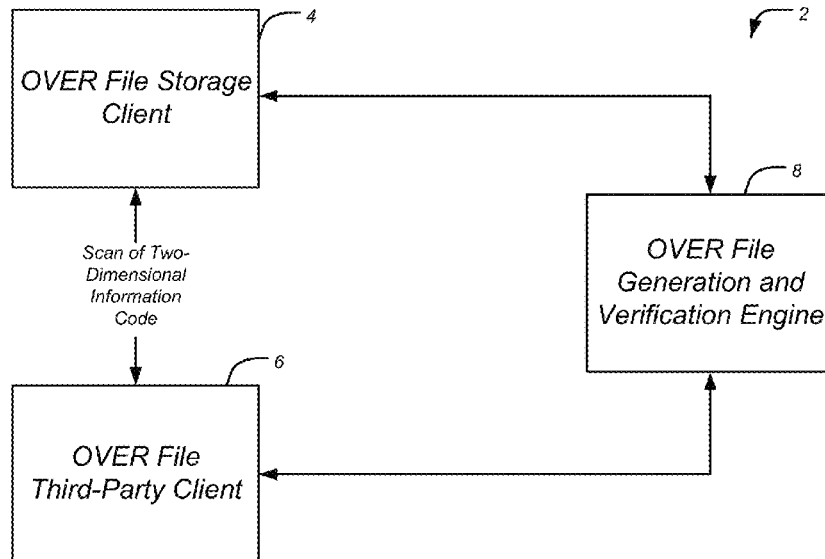 4
2
OVER File Storage
Client
8
Scan of Two-
Dimensional
Information
Code
OVER File
Generation and
Verification Engine
6
OVER File
Third-Party Client